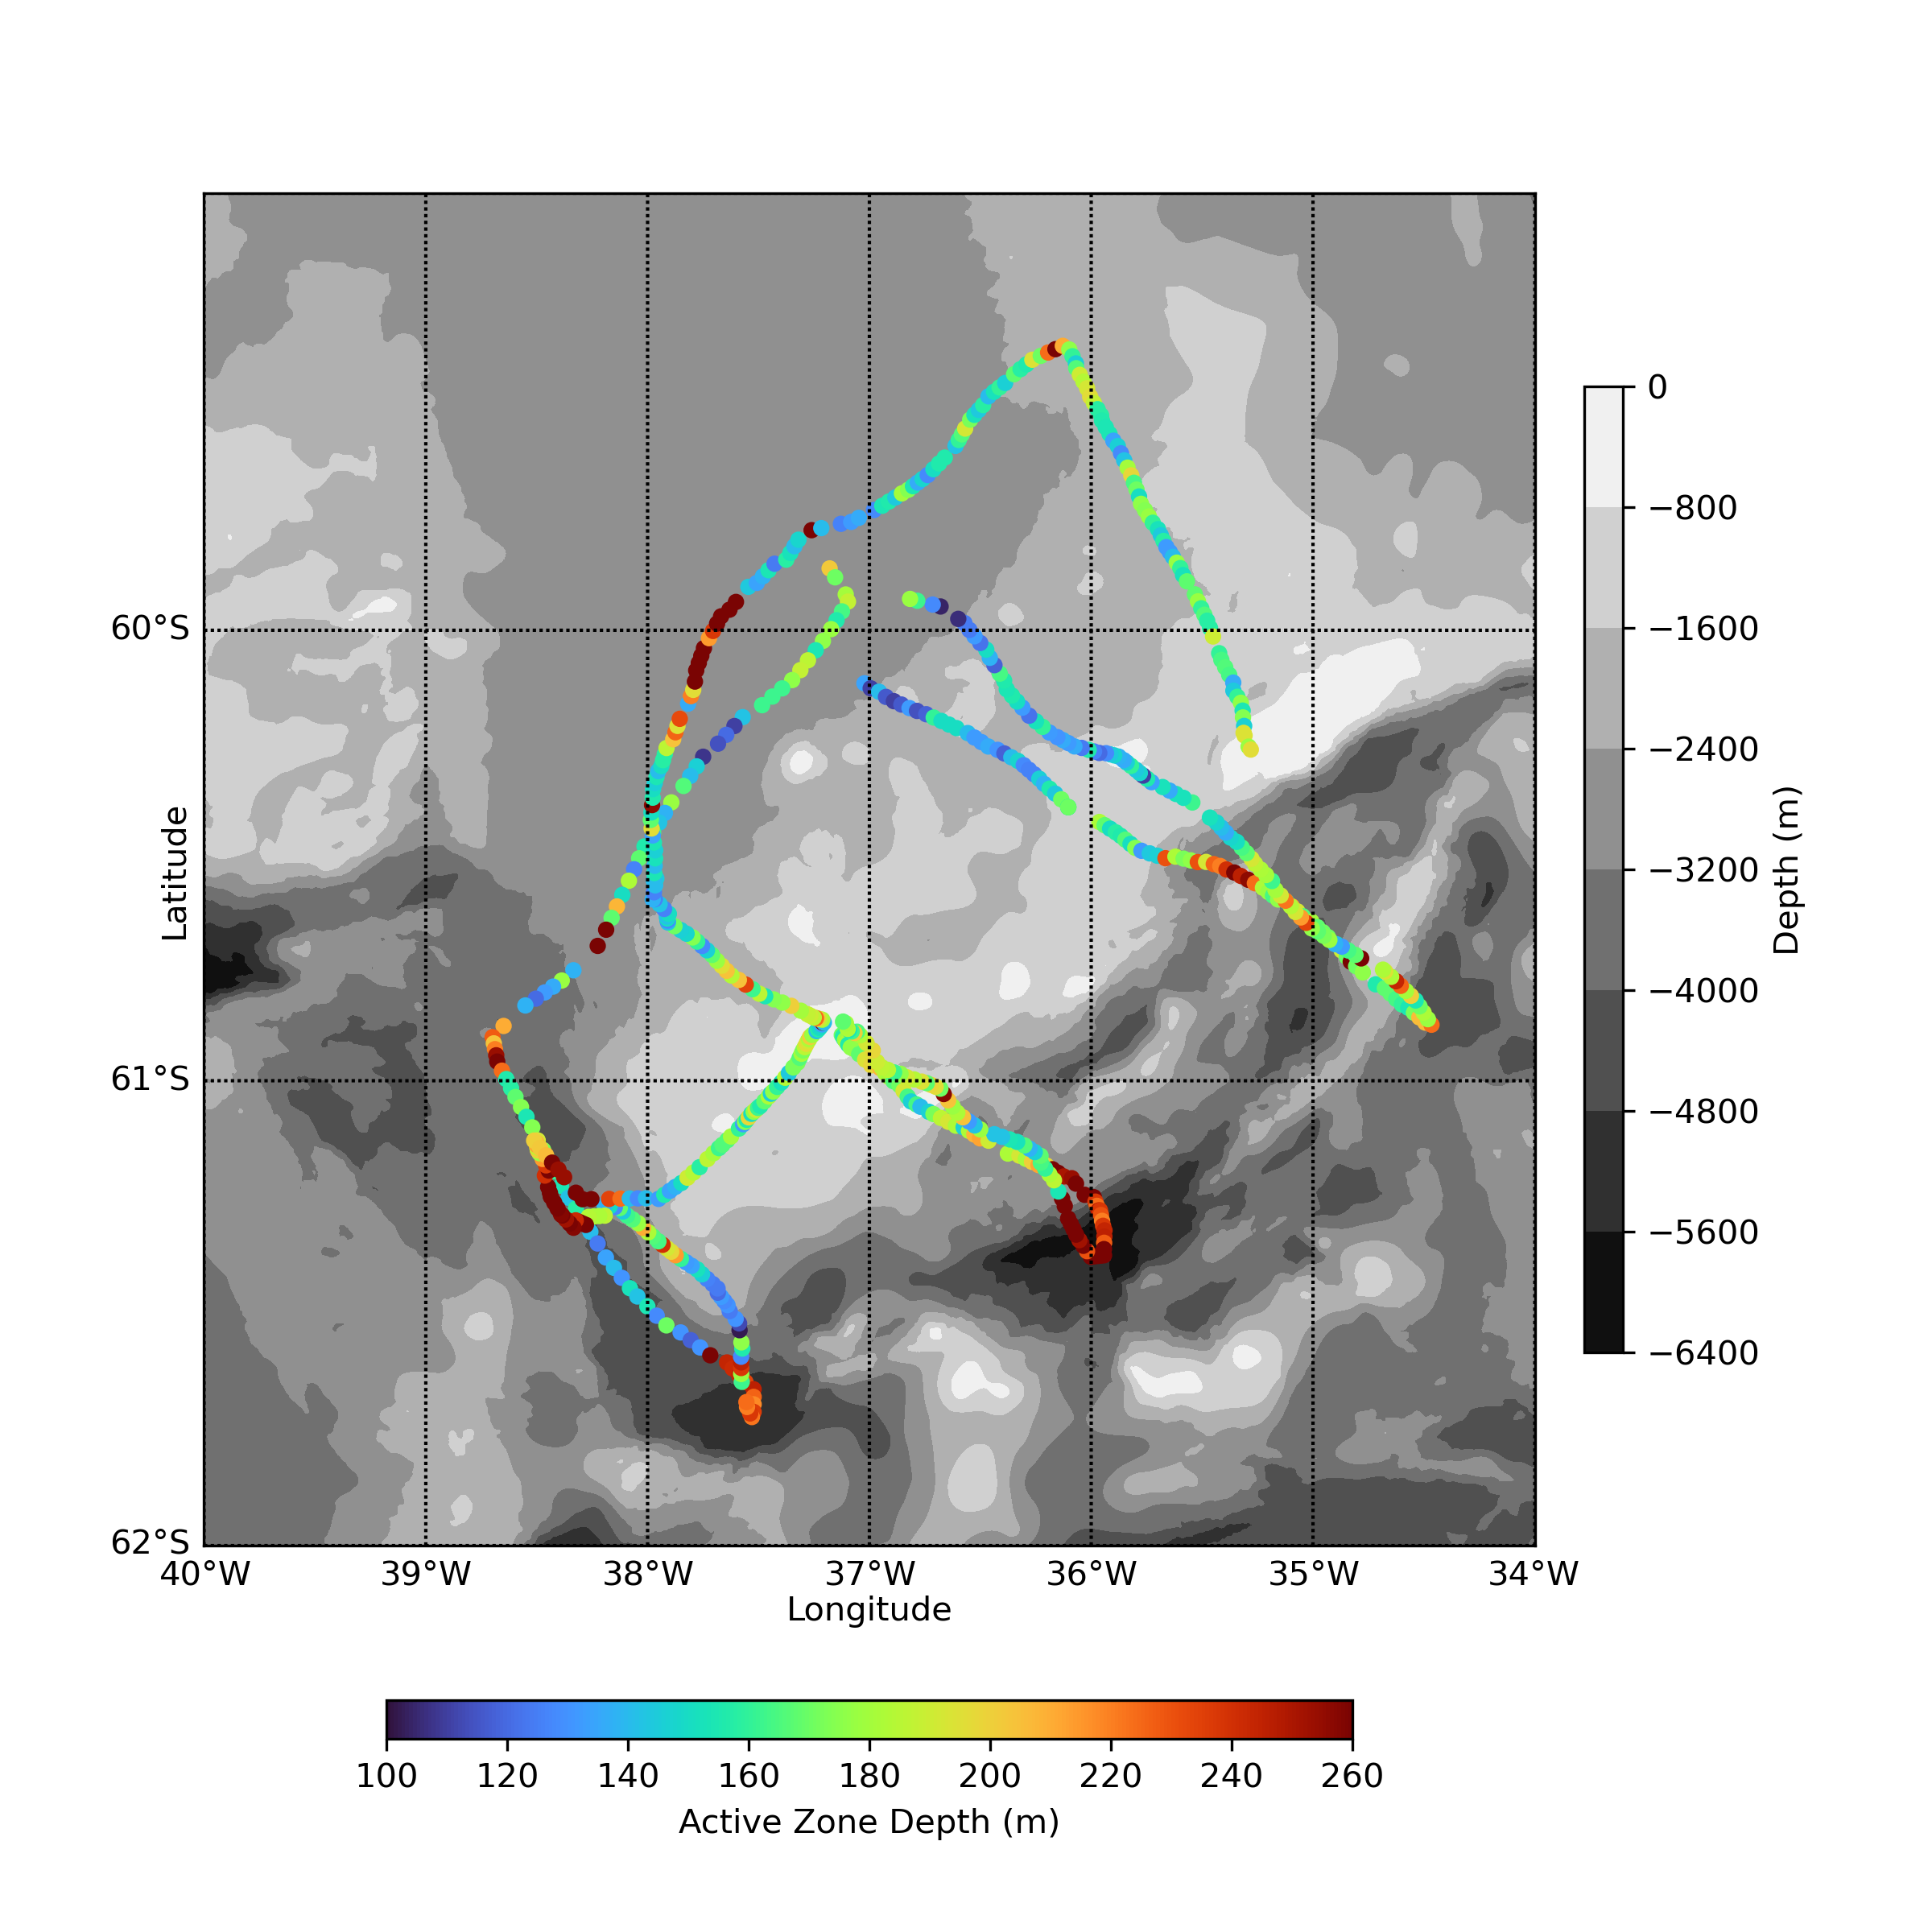 0
−800
−1600
−2400
−3200
−4000
−4800
−5600
−6400
Depth (m)
60°S
61°S
62°S
Latitude
40°W 39°W 38°W 37°W 36°W 35°W 34°W
Longitude
100 120 140 160 180 200 220 240 260
Active Zone Depth (m)